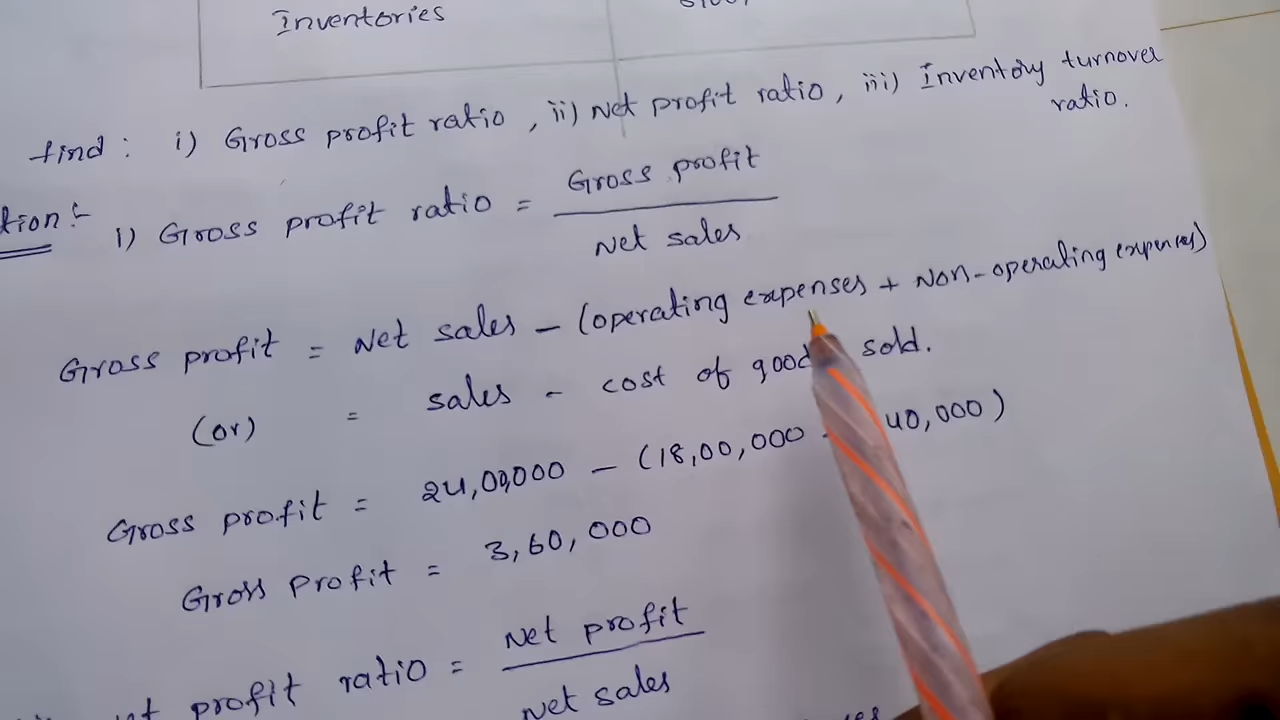 Inventories
find : i) Gross profit ratio , ii) Net profit ratio , iii) Inventory turnover
ratio.
tion :-
i) Gross profit ratio = Gross profit
Net sales
Gross profit = Net sales - (operating expenses + Non-operating expenses)
(or) = sales - cost of good sold.
Gross profit = 24,00,000 - (18,00,000 40,000)
Gross Profit = 3,60,000
profit ratio = Net profit
Net sales